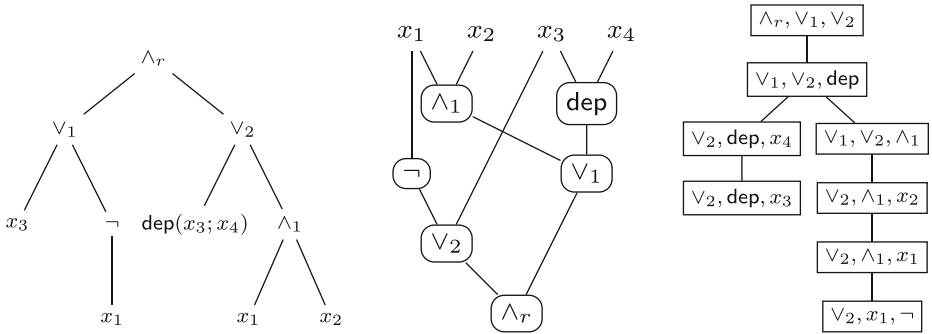 ∧r
∨1 ∨2
x3 ¬ dep(x3; x4) ∧1
x1 x1 x2
x1 x2 x3 x4
∧1 dep
¬ ∨1
∨2
∧r
∧r, ∨1, ∨2
∨1, ∨2, dep
∨2, dep, x4 ∨1, ∨2, ∧1
∨2, dep, x3 ∨2, ∧1, x2
∨2, ∧1, x1
∨2, x1, ¬